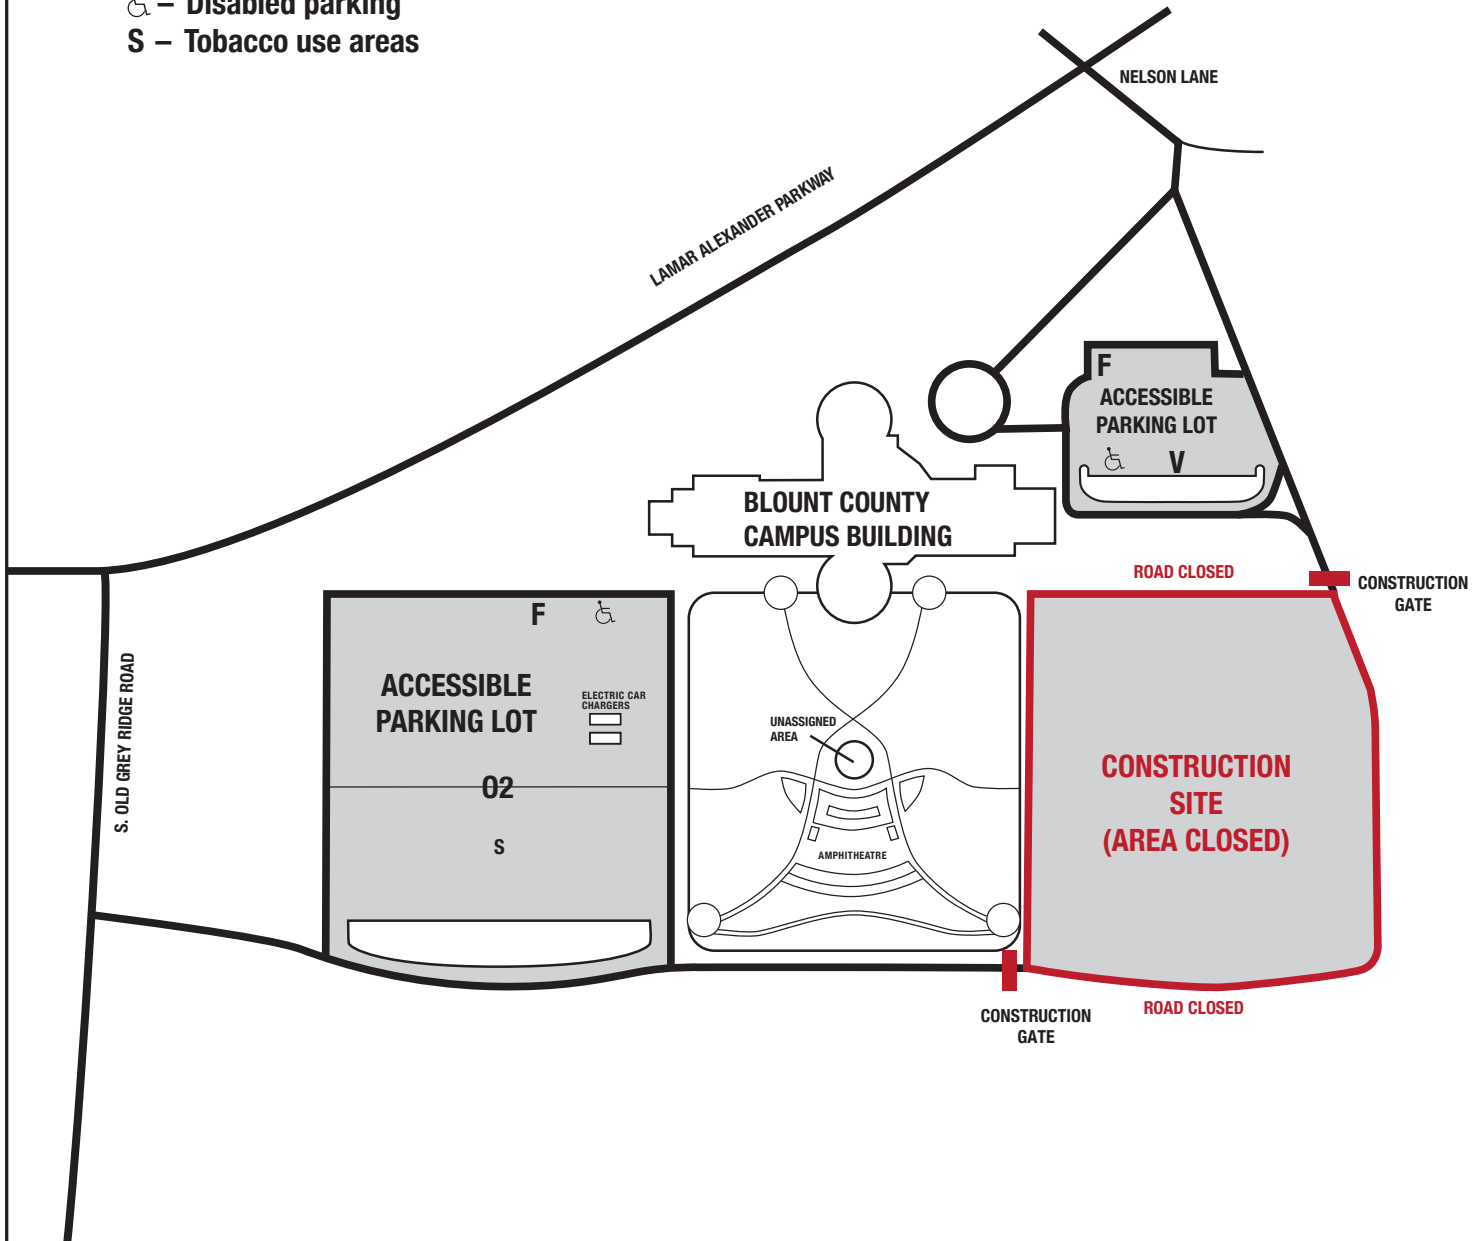 – Disabled parking
S – Tobacco use areas
NELSON LANE
LAMAR ALEXANDER PARKWAY
F
ACCESSIBLE
PARKING LOT
V
BLOUNT COUNTY
CAMPUS BUILDING
ROAD CLOSED
CONSTRUCTION
GATE
F
ACCESSIBLE
PARKING LOT
ELECTRIC CAR
CHARGERS
O2
S
S. OLD GREY RIDGE ROAD
UNASSIGNED
AREA
AMPHITHEATRE
CONSTRUCTION
SITE
(AREA CLOSED)
ROAD CLOSED
CONSTRUCTION
GATE